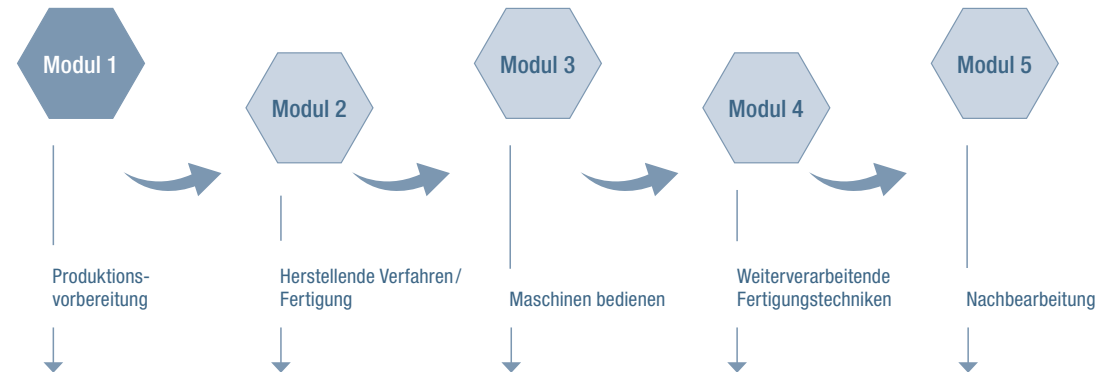 Modul 1
Modul 2
Modul 3
Modul 4
Modul 5
Produktions-
vorbereitung
Herstellende Verfahren/
Fertigung
Maschinen bedienen
Weiterverarbeitende
Fertigungstechniken
Nachbearbeitung